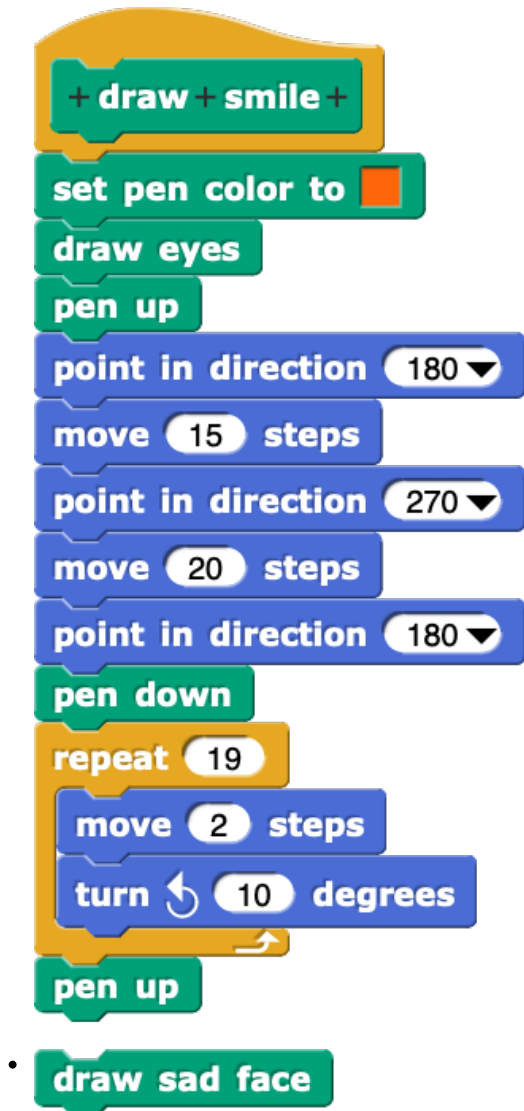 + draw + smile +
set pen color to
draw eyes
pen up
point in direction 180
move 15 steps
point in direction 270
move 20 steps
point in direction 180
pen down
repeat 19
move 2 steps
turn 10 degrees
pen up
draw sad face